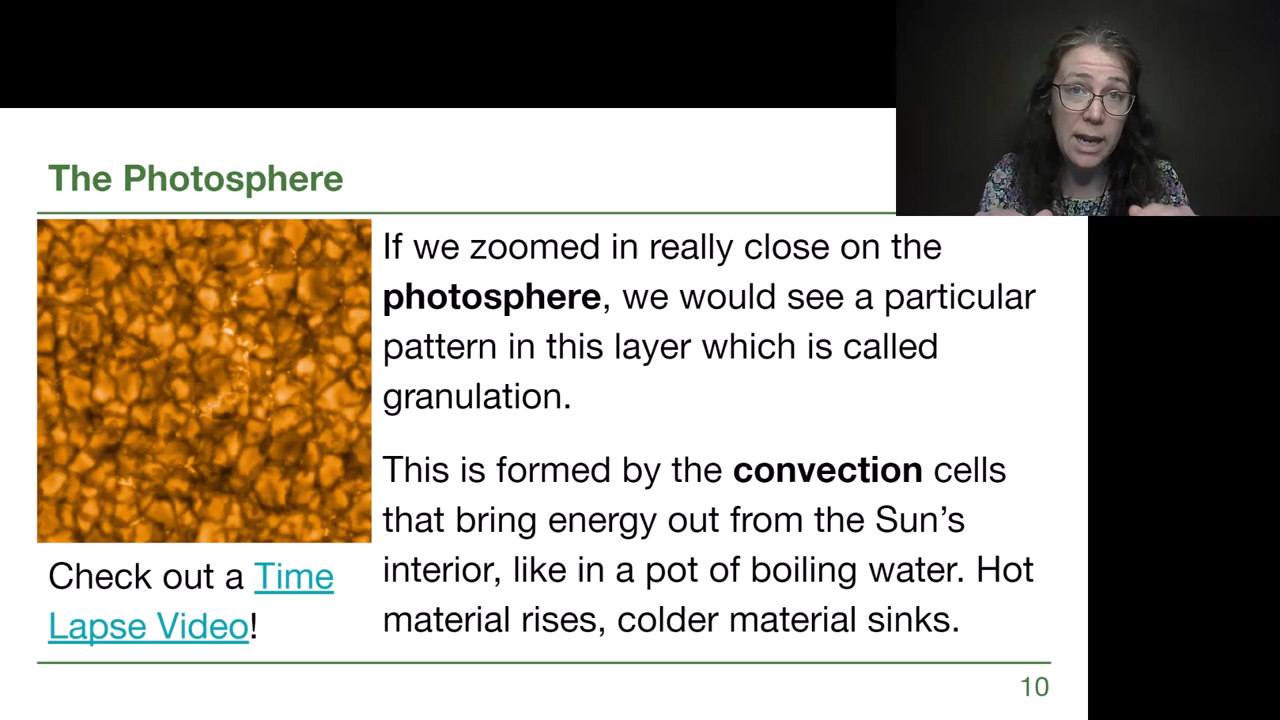 The Photosphere
If we zoomed in really close on the
photosphere, we would see a particular
pattern in this layer which is called
granulation.
This is formed by the convection cells
that bring energy out from the Sun’s
interior, like in a pot of boiling water. Hot
material rises, colder material sinks.
Check out a Time
Lapse Video!
10